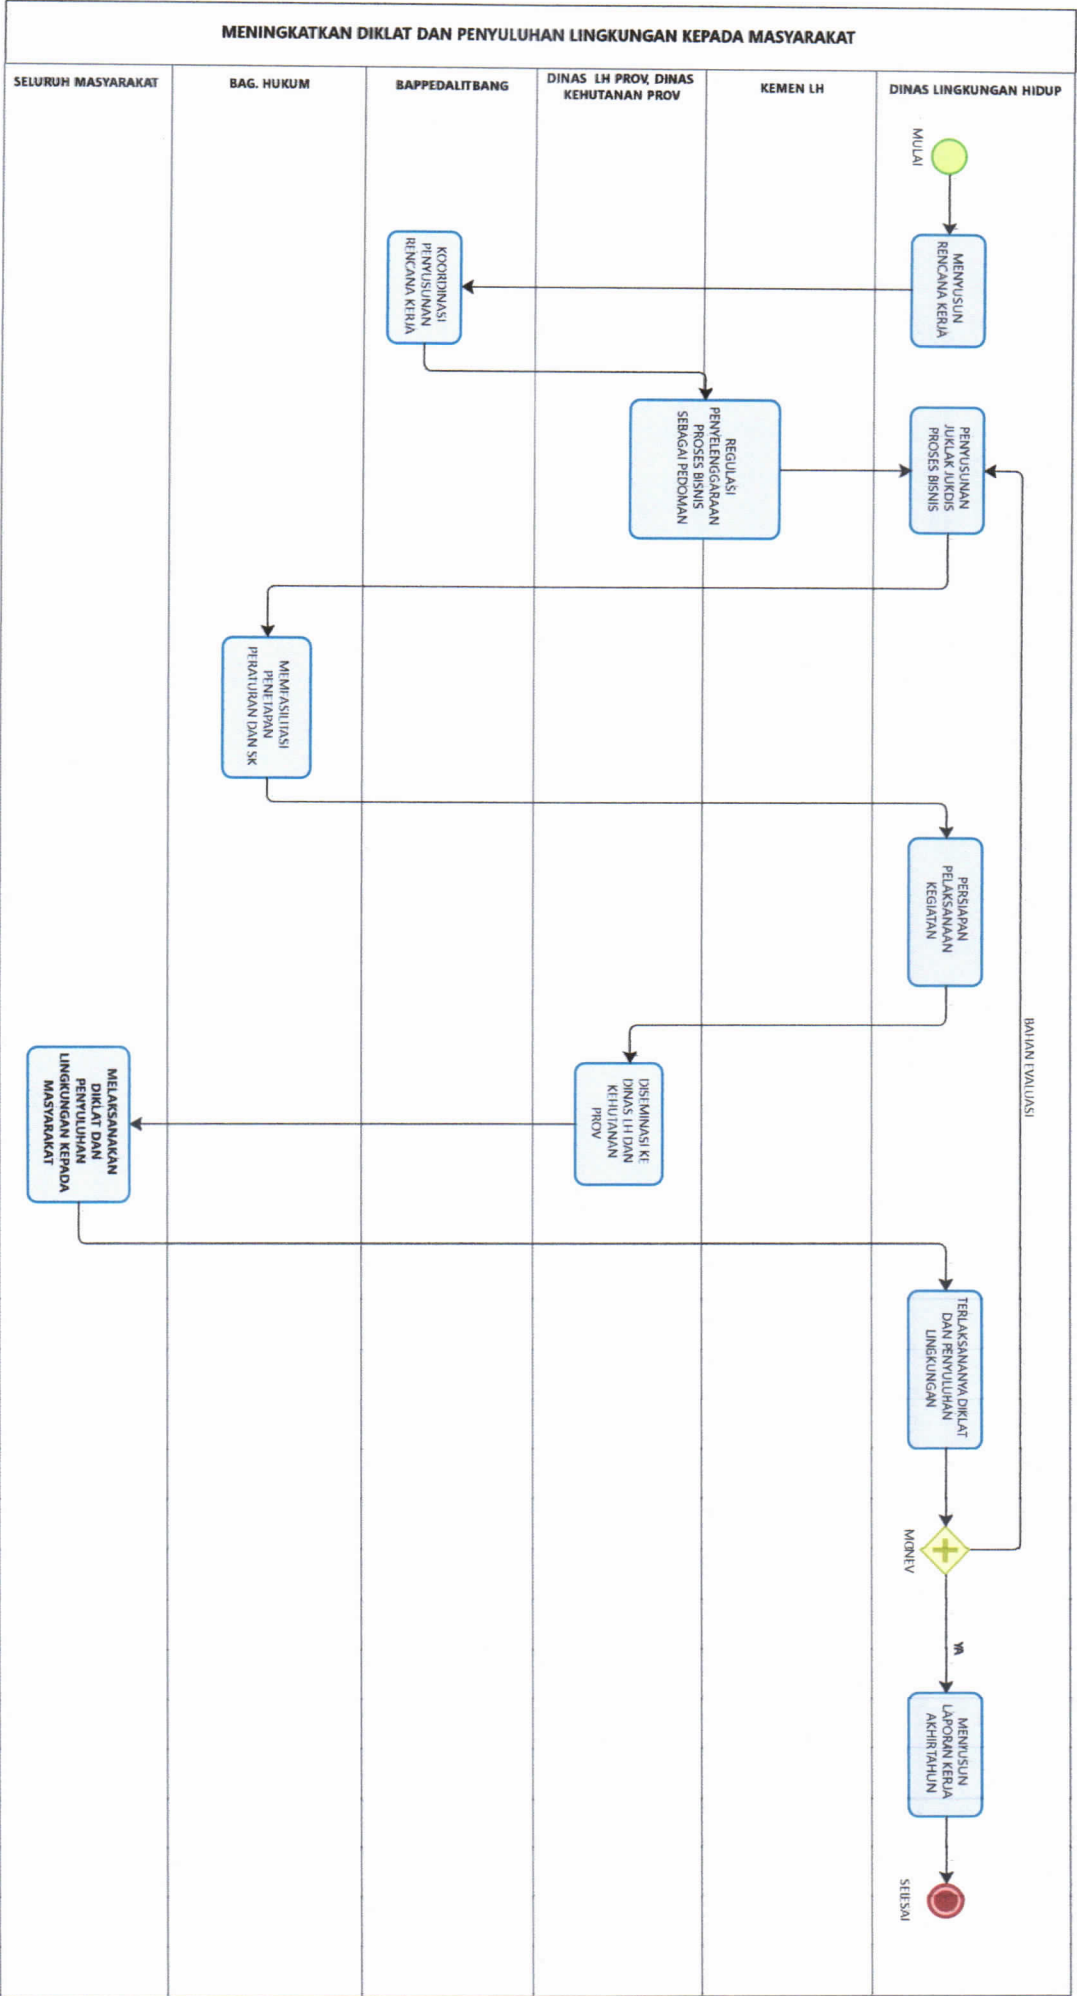 MENINGKATKAN DIKLAT DAN PENYULUHAN LINGKUNGAN KEPADA MASYARAKAT
SELURUH MASYARAKAT
BAG. HUKUM
BAPPEDALITBANG
DINAS LH PROV, DINAS
KEHUTANAN PROV
KEMEN LH
DINAS LINGKUNGAN HIDUP
MULAI
MENYUSUN
RENCANA KERJA
KOORDINASI
PENYUSUNAN
RENCANA KERJA
REGULASI
PENYELENGGARAAN
PROSES BISNIS
SEBAGAI PEDOMAN
PENYUSUNAN
JUKLAK JUKDIS
PROSES BISNIS
MEMFASILITASI
PENETAPAN
PERATURAN DAN SK
PERSIAPAN
PELAKSANAAN
KEGIATAN
BAHAN EVALUASI
DISEMINASI KE
DINAS LH DAN
KEHUTANAN
PROV
MELAKSANAKAN
DIKLAT DAN
PENYULUHAN
LINGKUNGAN KEPADA
MASYARAKAT
TERLAKSANANYA DIKLAT
DAN PENYULUHAN
LINGKUNGAN
MONEV
YA
MENYUSUN
LAPORAN KERJA
AKHIR TAHUN
SELESAI